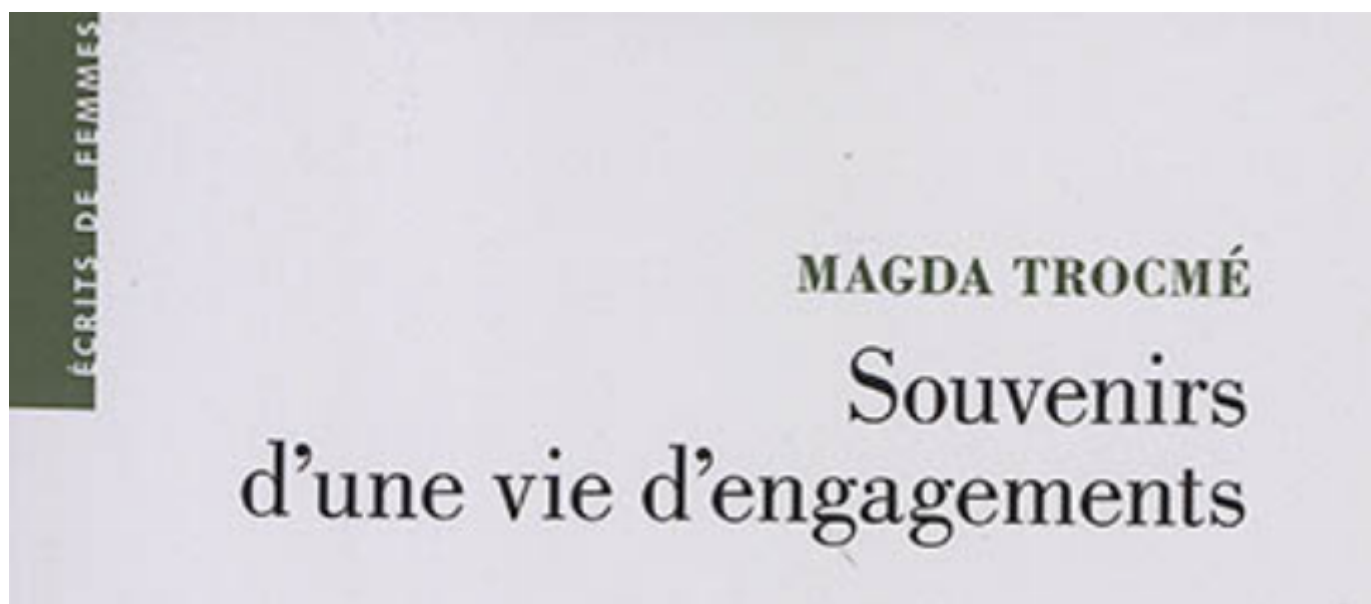 ÉCRITS DE FEMMES
MAGDA TROCMÉ
Souvenirs
d'une vie d'engagements